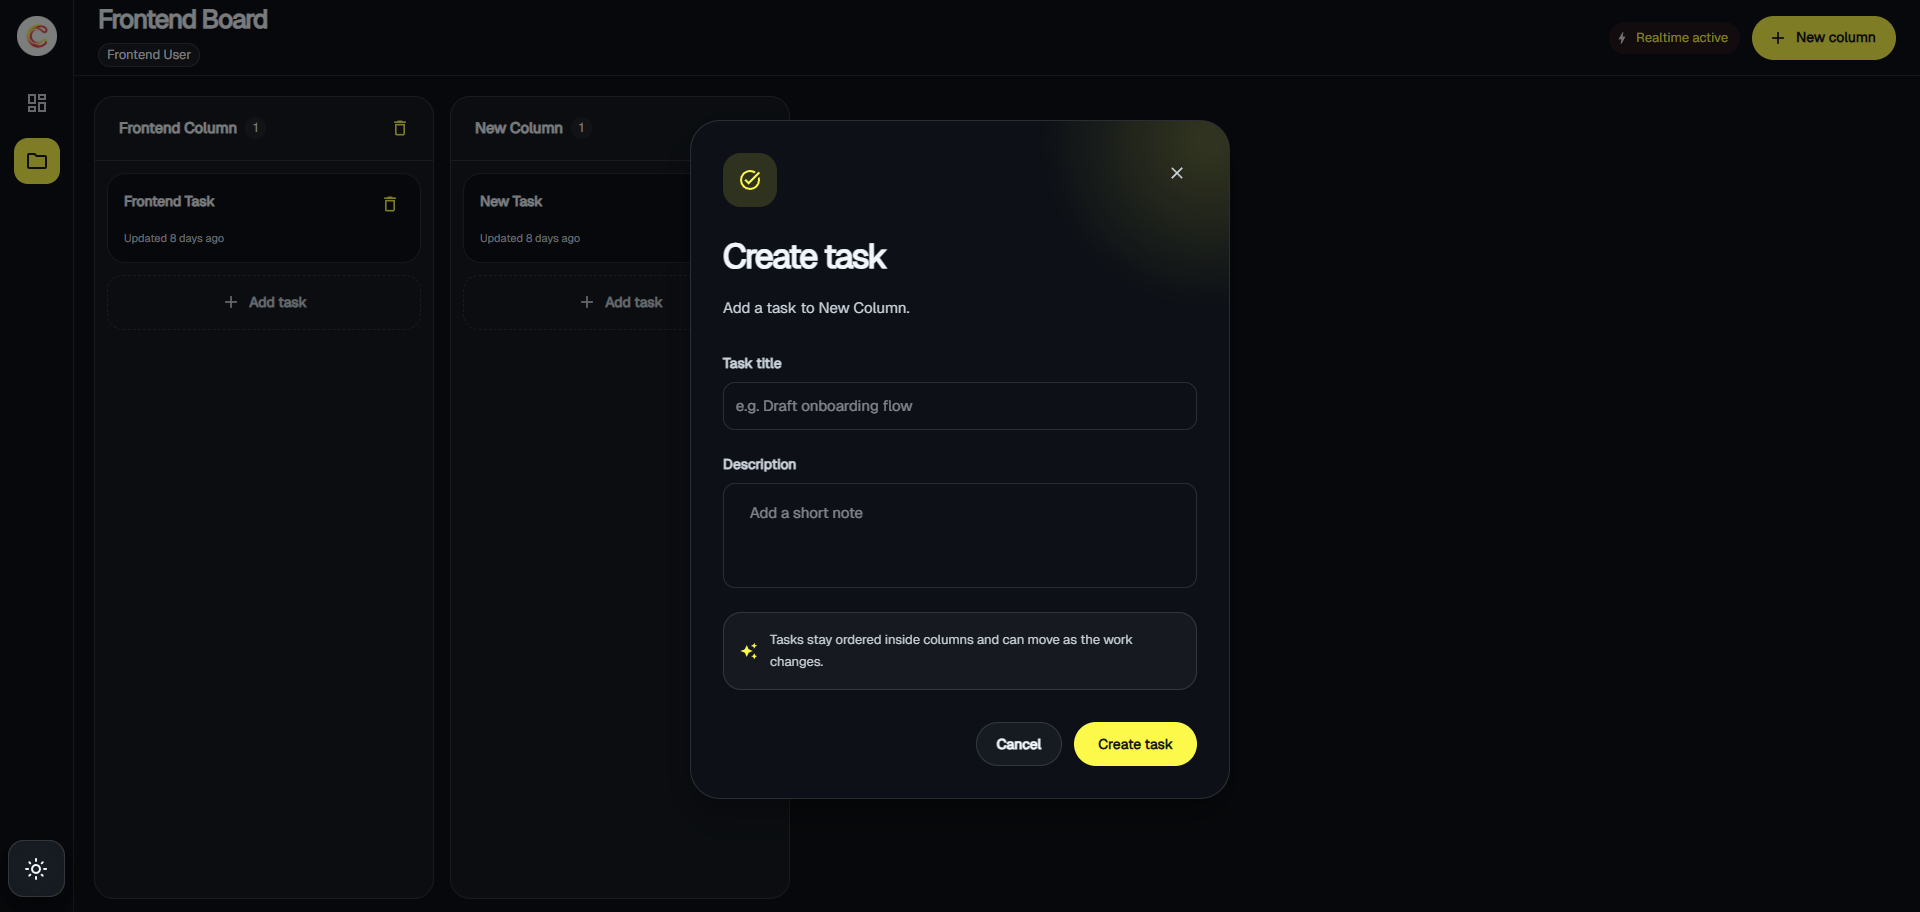 Frontend Board
Frontend User
Realtime active
New column
Frontend Column 1
Frontend Task
Updated 8 days ago
Add task
New Column 1
New Task
Updated 8 days ago
Add task
Create task
Add a task to New Column.
Task title
e.g. Draft onboarding flow
Description
Add a short note
Tasks stay ordered inside columns and can move as the work
changes.
Cancel
Create task